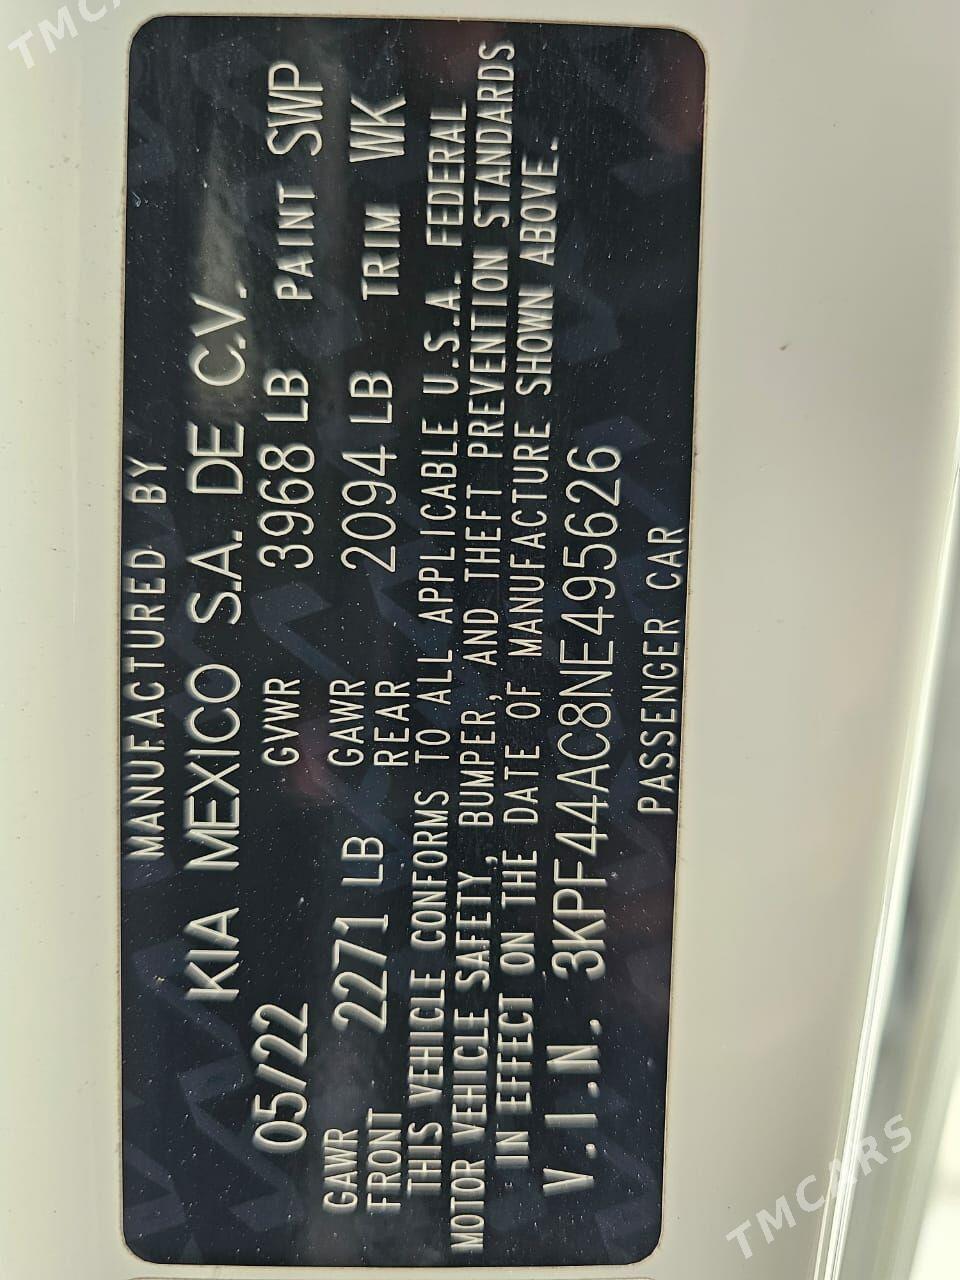 MANUFACTURED BY
KIA MEXICO S.A. DE C.V.
05/22 GVWR 3968 LB PAINT SWP
GAWR FRONT 2271 LB GAWR REAR 2094 LB TRIM WK
THIS VEHICLE CONFORMS TO ALL APPLICABLE U.S.A. FEDERAL
MOTOR VEHICLE SAFETY, BUMPER, AND THEFT PREVENTION STANDARDS
IN EFFECT ON THE DATE OF MANUFACTURE SHOWN ABOVE.
V.I.N. 3KPF44AC8NE495626
PASSENGER CAR
TMCARS